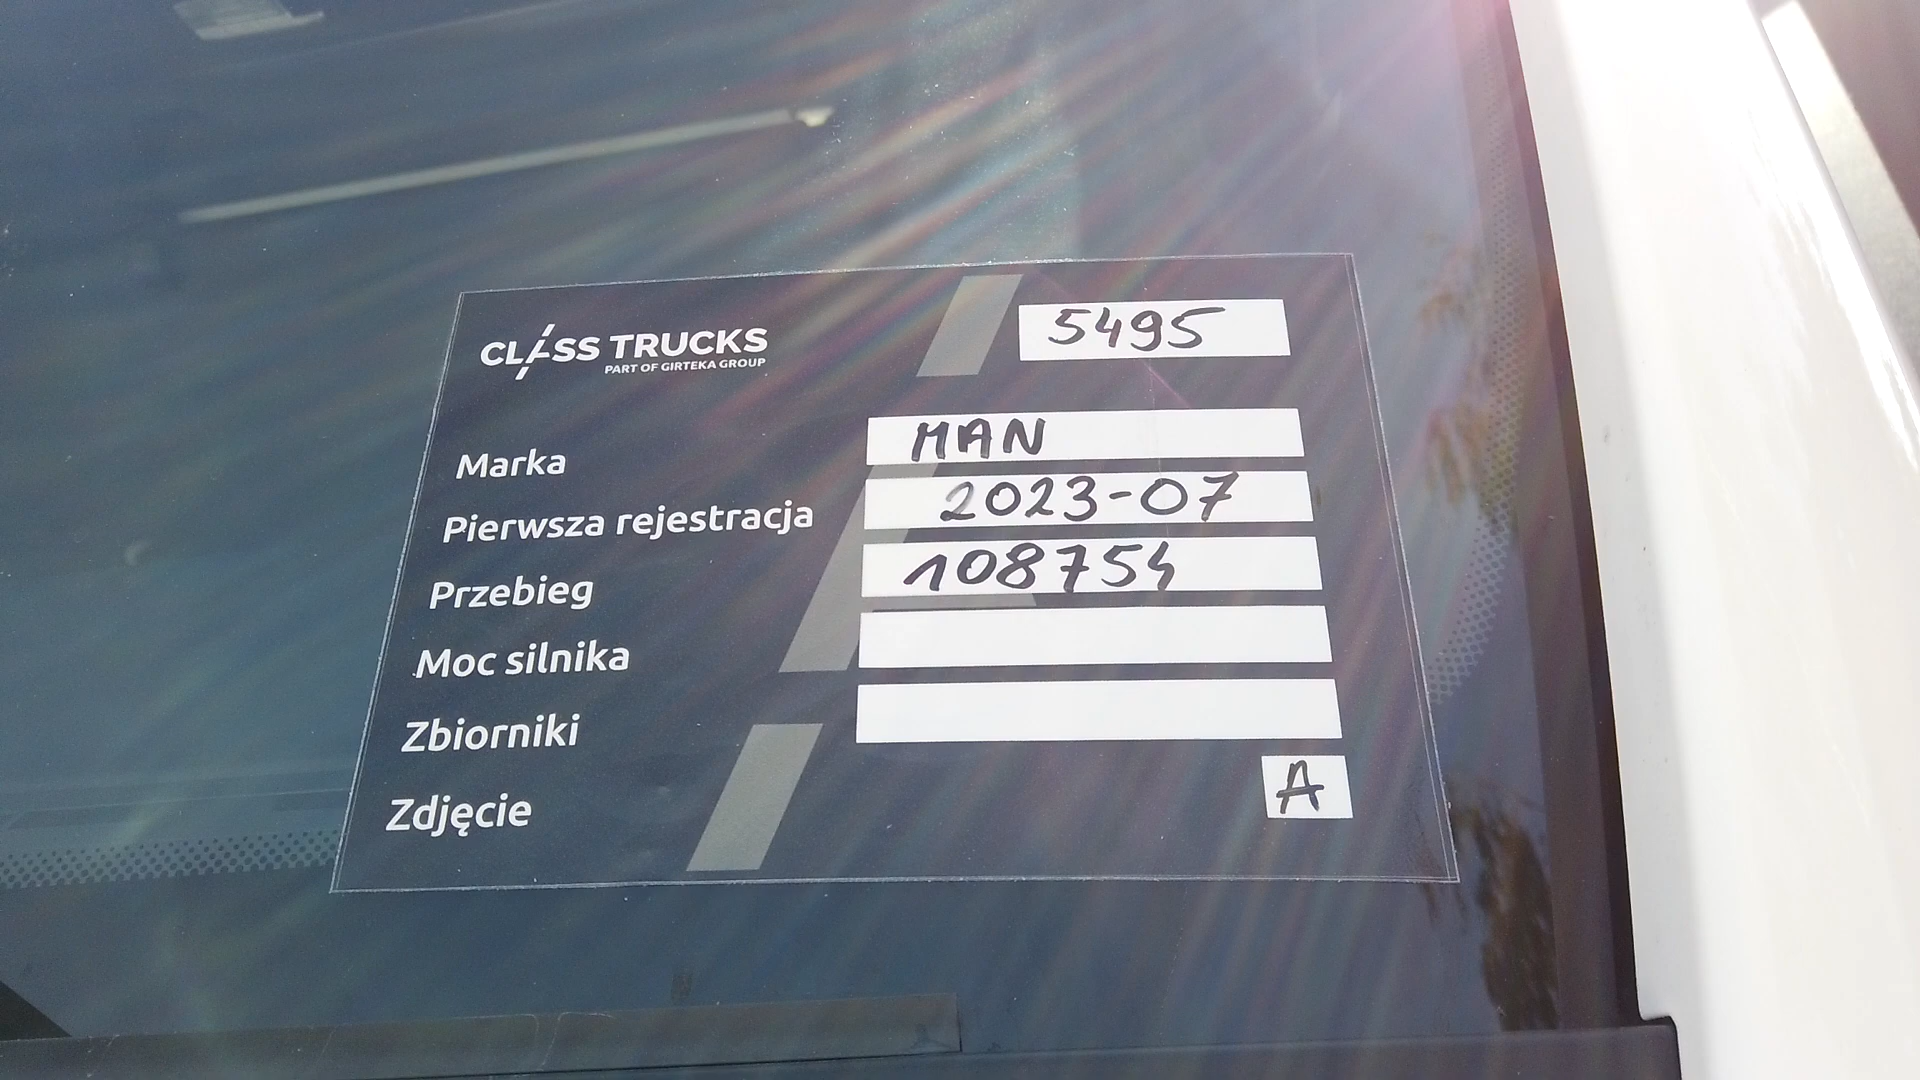 CLASS TRUCKS
PART OF GIRTEKA GROUP
5495
Marka MAN
Pierwsza rejestracja 2023-07
Przebieg 108754
Moc silnika
Zbiorniki
Zdjęcie A